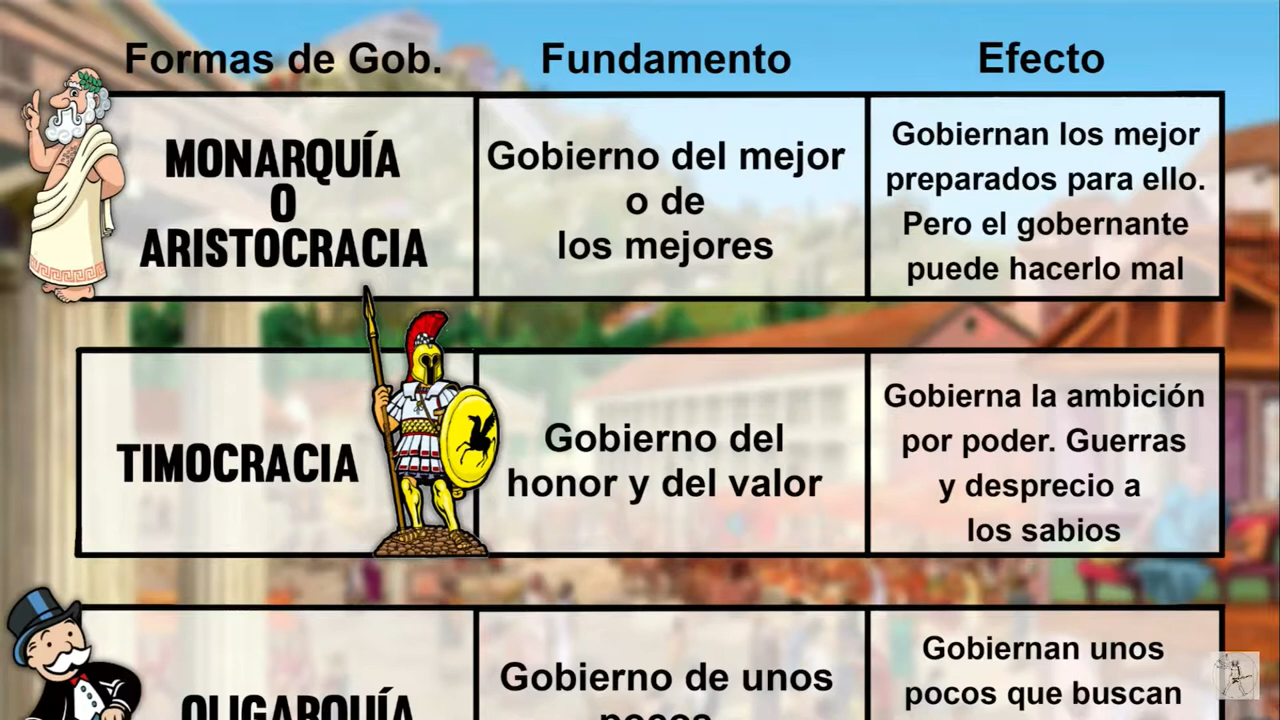 Formas de Gob.
Fundamento
Efecto
MONARQUÍA
O
ARISTOCRACIA
Gobierno del mejor
o de
los mejores
Gobiernan los mejor
preparados para ello.
Pero el gobernante
puede hacerlo mal
TIMOCRACIA
Gobierno del
honor y del valor
Gobierna la ambición
por poder. Guerras
y desprecio a
los sabios
OLIGARQUÍA
Gobierno de unos
pocos
Gobiernan unos
pocos que buscan